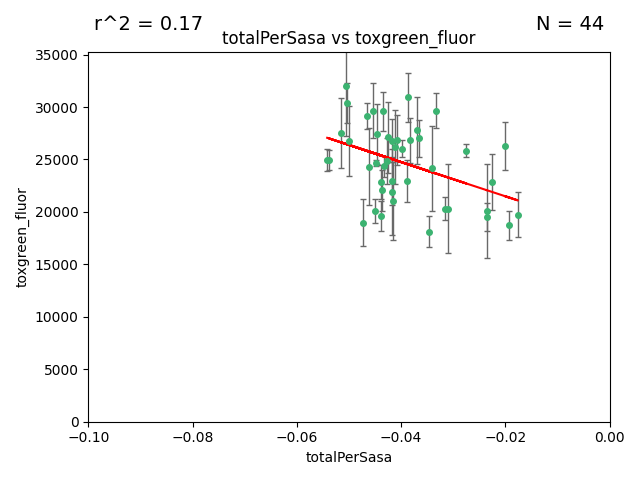 r^2 = 0.17
N = 44
totalPerSasa vs toxgreen_fluor
35000
30000
25000
20000
15000
10000
5000
0
toxgreen_fluor
−0.10
−0.08
−0.06
−0.04
−0.02
0.00
totalPerSasa